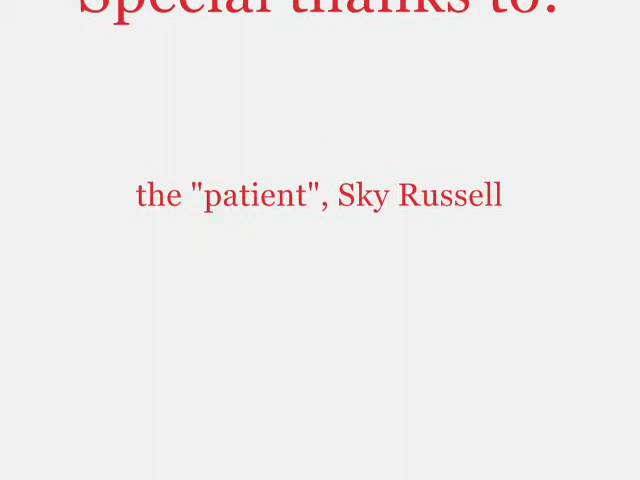 Special thanks to:
the "patient", Sky Russell